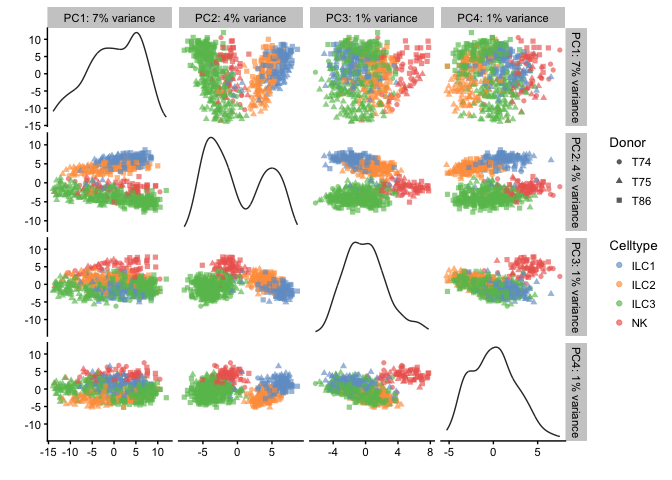 PC1: 7% variance PC2: 4% variance PC3: 1% variance PC4: 1% variance
10
5
0
-5
-10
-15
PC1: 7% variance
10
5
0
-5
-10
PC2: 4% variance
10
5
0
-5
-10
PC3: 1% variance
10
5
0
-5
-10
PC4: 1% variance
-15 -10 -5 0 5 10 -5 0 5 -4 0 4 8 -5 0 5
Donor
T74
T75
T86
Celltype
ILC1
ILC2
ILC3
NK